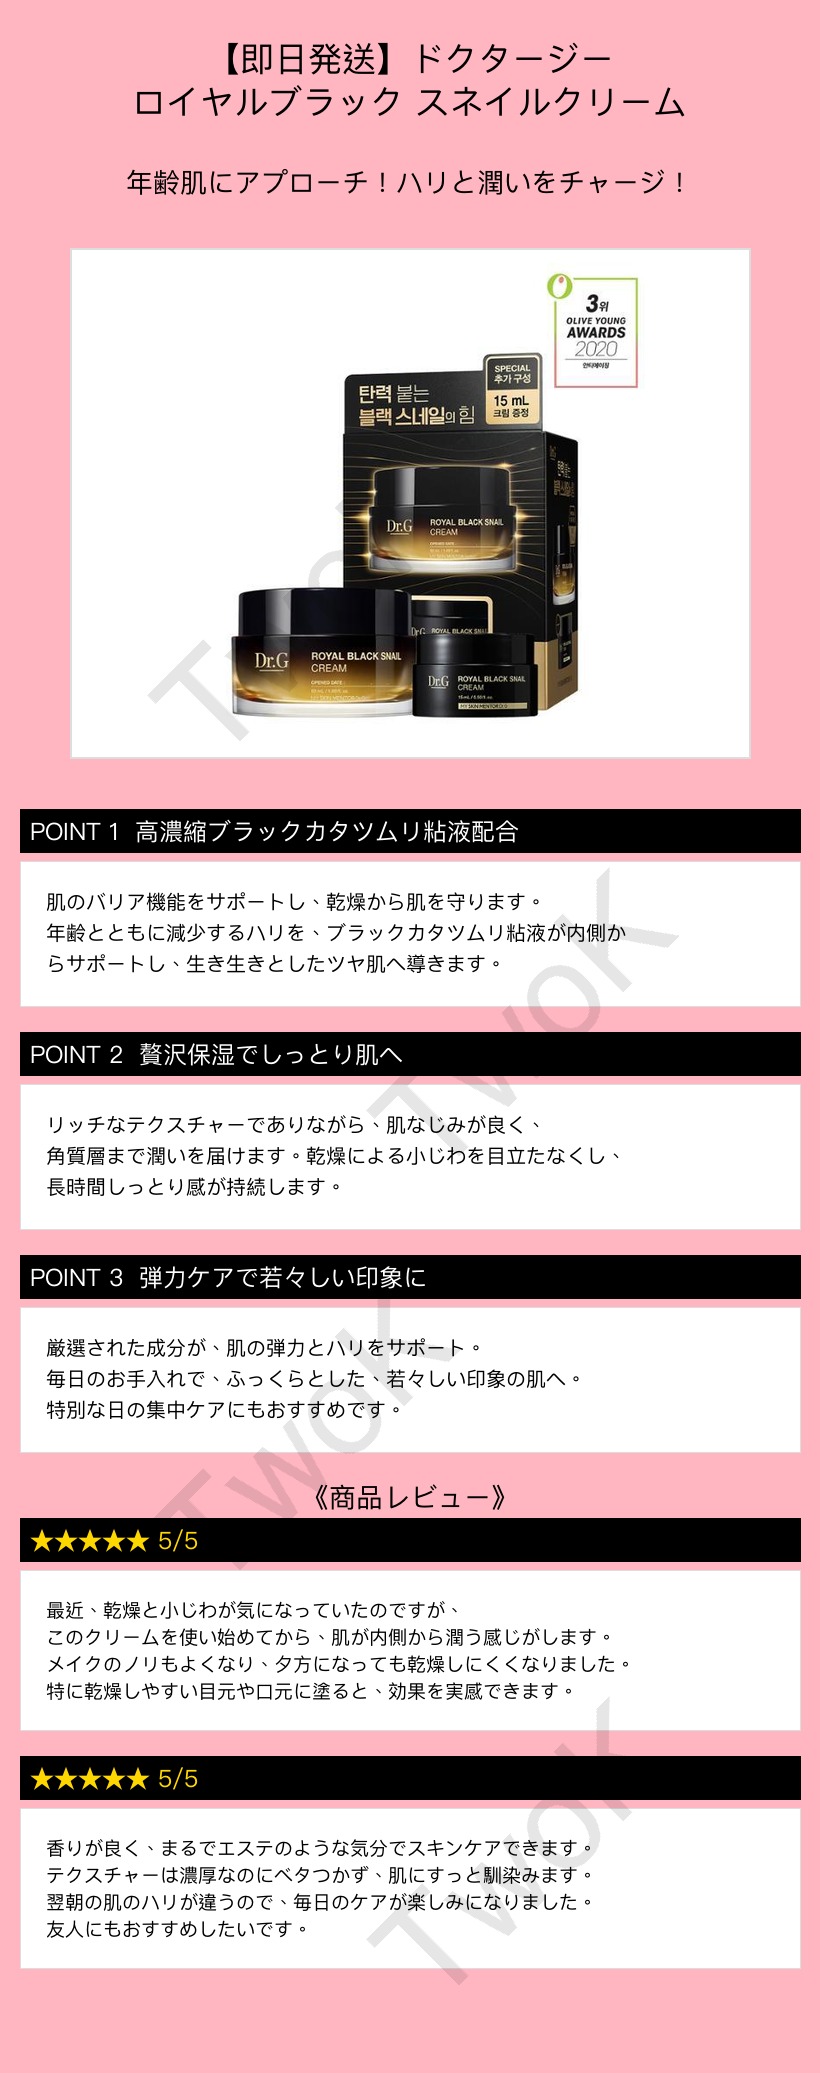 【即日発送】ドクタージー
ロイヤルブラック スネイルクリーム
年齢肌にアプローチ！ハリと潤いをチャージ！
3위
OLIVE YOUNG
AWARDS
2020
안티에이징
SPECIAL
추가 구성
15 mL
크림 증정
탄력 붙는
블랙 스네일의 힘
Dr.G
ROYAL BLACK SNAIL
CREAM
Dr.G
ROYAL BLACK SNAIL
CREAM
OPENED DATE :
Dr.G
ROYAL BLACK SNAIL
Dr.G
ROYAL BLACK SNAIL
CREAM
15 mL / 0.50 fl. oz.
MY SKIN MENTOR Dr.G
TwoK
POINT 1 高濃縮ブラックカタツムリ粘液配合
肌のバリア機能をサポートし、乾燥から肌を守ります。
年齢とともに減少するハリを、ブラックカタツムリ粘液が内側か
らサポートし、生き生きとしたツヤ肌へ導きます。
TwoK
POINT 2 贅沢保湿でしっとり肌へ
リッチなテクスチャーでありながら、肌なじみが良く、
角質層まで潤いを届けます。乾燥による小じわを目立たなくし、
長時間しっとり感が持続します。
POINT 3 弾力ケアで若々しい印象に
厳選された成分が、肌の弾力とハリをサポート。
毎日のお手入れで、ふっくらとした、若々しい印象の肌へ。
特別な日の集中ケアにもおすすめです。
TwoK
《商品レビュー》
★★★★★ 5/5
最近、乾燥と小じわが気になっていたのですが、
このクリームを使い始めてから、肌が内側から潤う感じがします。
メイクのノリもよくなり、夕方になっても乾燥しにくくなりました。
特に乾燥しやすい目元や口元に塗ると、効果を実感できます。
★★★★★ 5/5
香りが良く、まるでエステのような気分でスキンケアできます。
テクスチャーは濃厚なのにベタつかず、肌にすっと馴染みます。
翌朝の肌のハリが違うので、毎日のケアが楽しみになりました。
友人にもおすすめしたいです。
TwoK